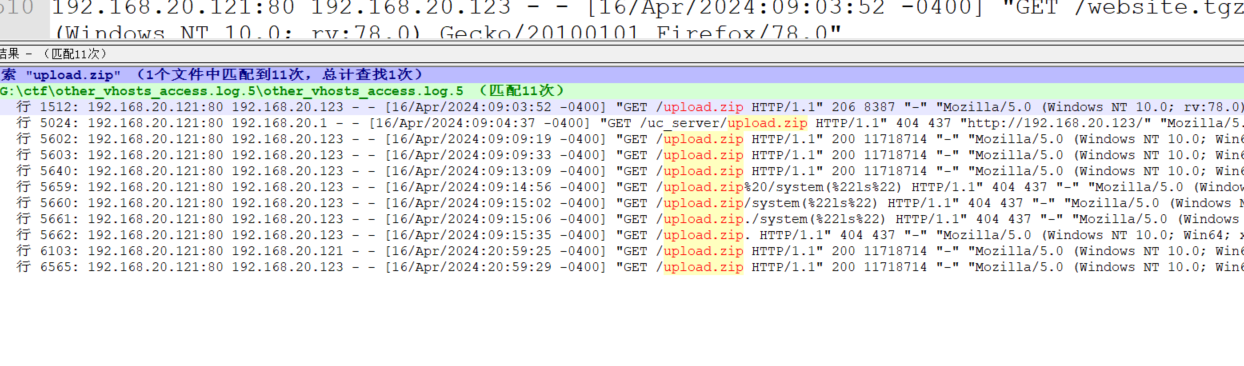 192.168.20.121:80 192.168.20.123 - - [16/Apr/2024:09:03:52 -0400] "GET /website.tgz
(Windows NT 10.0; rv:78.0) Gecko/20100101 Firefox/78.0"
结果 - （匹配11次）
索 "upload.zip" （1个文件中匹配到11次，总计查找1次）
G:\ctf\other_vhosts_access.log.5\other_vhosts_access.log.5 （匹配11次）
行 1512: 192.168.20.121:80 192.168.20.123 - - [16/Apr/2024:09:03:52 -0400] "GET /upload.zip HTTP/1.1" 206 8387 "-" "Mozilla/5.0 (Windows NT 10.0; rv:78.0)
行 5024: 192.168.20.121:80 192.168.20.1 - - [16/Apr/2024:09:04:37 -0400] "GET /uc_server/upload.zip HTTP/1.1" 404 437 "http://192.168.20.123/" "Mozilla/5.
行 5602: 192.168.20.121:80 192.168.20.123 - - [16/Apr/2024:09:09:19 -0400] "GET /upload.zip HTTP/1.1" 200 11718714 "-" "Mozilla/5.0 (Windows NT 10.0; Win6
行 5603: 192.168.20.121:80 192.168.20.123 - - [16/Apr/2024:09:09:33 -0400] "GET /upload.zip HTTP/1.1" 200 11718714 "-" "Mozilla/5.0 (Windows NT 10.0; Win6
行 5640: 192.168.20.121:80 192.168.20.123 - - [16/Apr/2024:09:13:09 -0400] "GET /upload.zip HTTP/1.1" 200 11718714 "-" "Mozilla/5.0 (Windows NT 10.0; Win6
行 5659: 192.168.20.121:80 192.168.20.123 - - [16/Apr/2024:09:14:56 -0400] "GET /upload.zip%20/system(%22ls%22) HTTP/1.1" 404 437 "-" "Mozilla/5.0 (Window
行 5660: 192.168.20.121:80 192.168.20.123 - - [16/Apr/2024:09:15:02 -0400] "GET /upload.zip/system(%22ls%22) HTTP/1.1" 404 437 "-" "Mozilla/5.0 (Windows N
行 5661: 192.168.20.121:80 192.168.20.123 - - [16/Apr/2024:09:15:06 -0400] "GET /upload.zip./system(%22ls%22) HTTP/1.1" 404 437 "-" "Mozilla/5.0 (Windows
行 5662: 192.168.20.121:80 192.168.20.123 - - [16/Apr/2024:09:15:35 -0400] "GET /upload.zip. HTTP/1.1" 404 437 "-" "Mozilla/5.0 (Windows NT 10.0; Win64; x
行 6103: 192.168.20.121:80 192.168.20.121 - - [16/Apr/2024:20:59:25 -0400] "GET /upload.zip HTTP/1.1" 200 11718714 "-" "Mozilla/5.0 (Windows NT 10.0; Win6
行 6565: 192.168.20.121:80 192.168.20.123 - - [16/Apr/2024:20:59:29 -0400] "GET /upload.zip HTTP/1.1" 200 11718714 "-" "Mozilla/5.0 (Windows NT 10.0; Win6